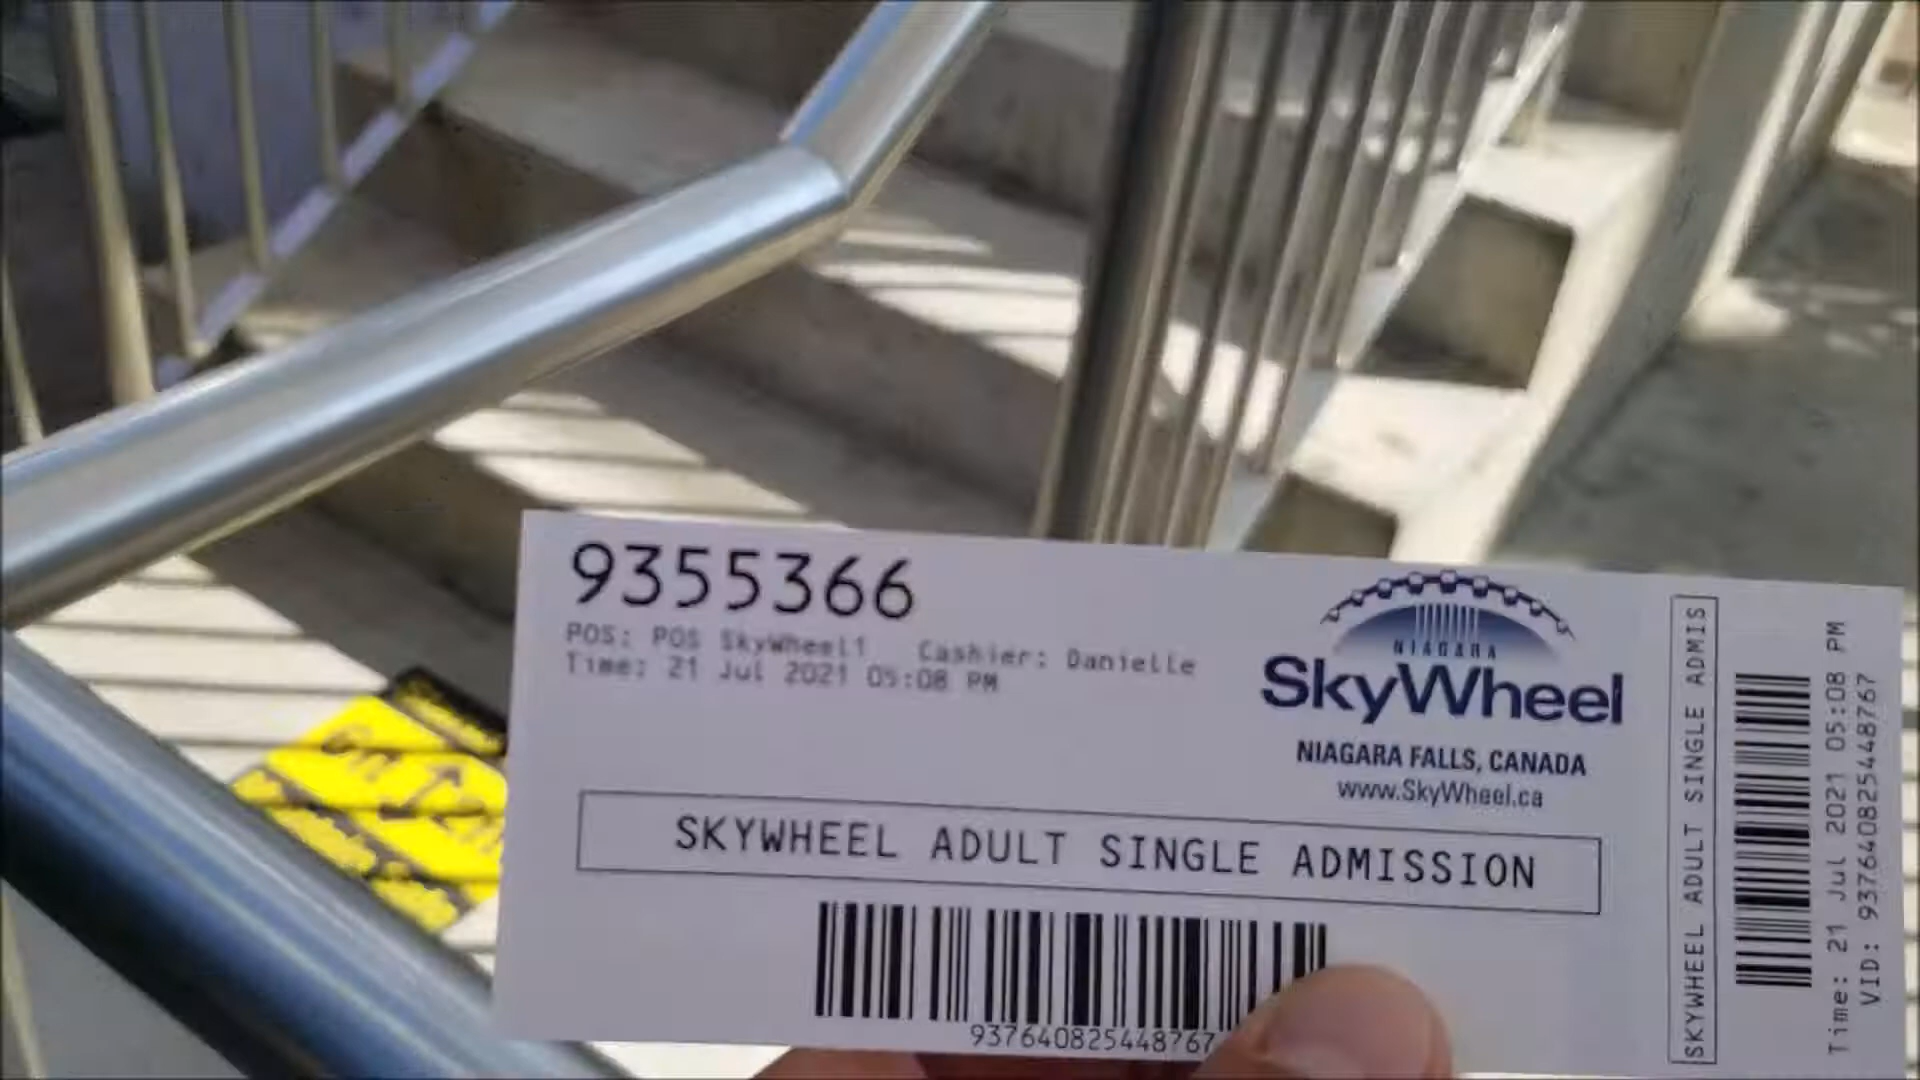 9355366
POS: POS SkyWheel1 Cashier: Danielle
Time: 21 Jul 2021 05:08 PM
NIAGARA
SkyWheel
NIAGARA FALLS, CANADA
www.SkyWheel.ca
SKYWHEEL ADULT SINGLE ADMISSION
937640825448767
SKYWHEEL ADULT SINGLE ADMIS
Time: 21 Jul 2021 05:08 PM
VID: 937640825448767
6ft 2m